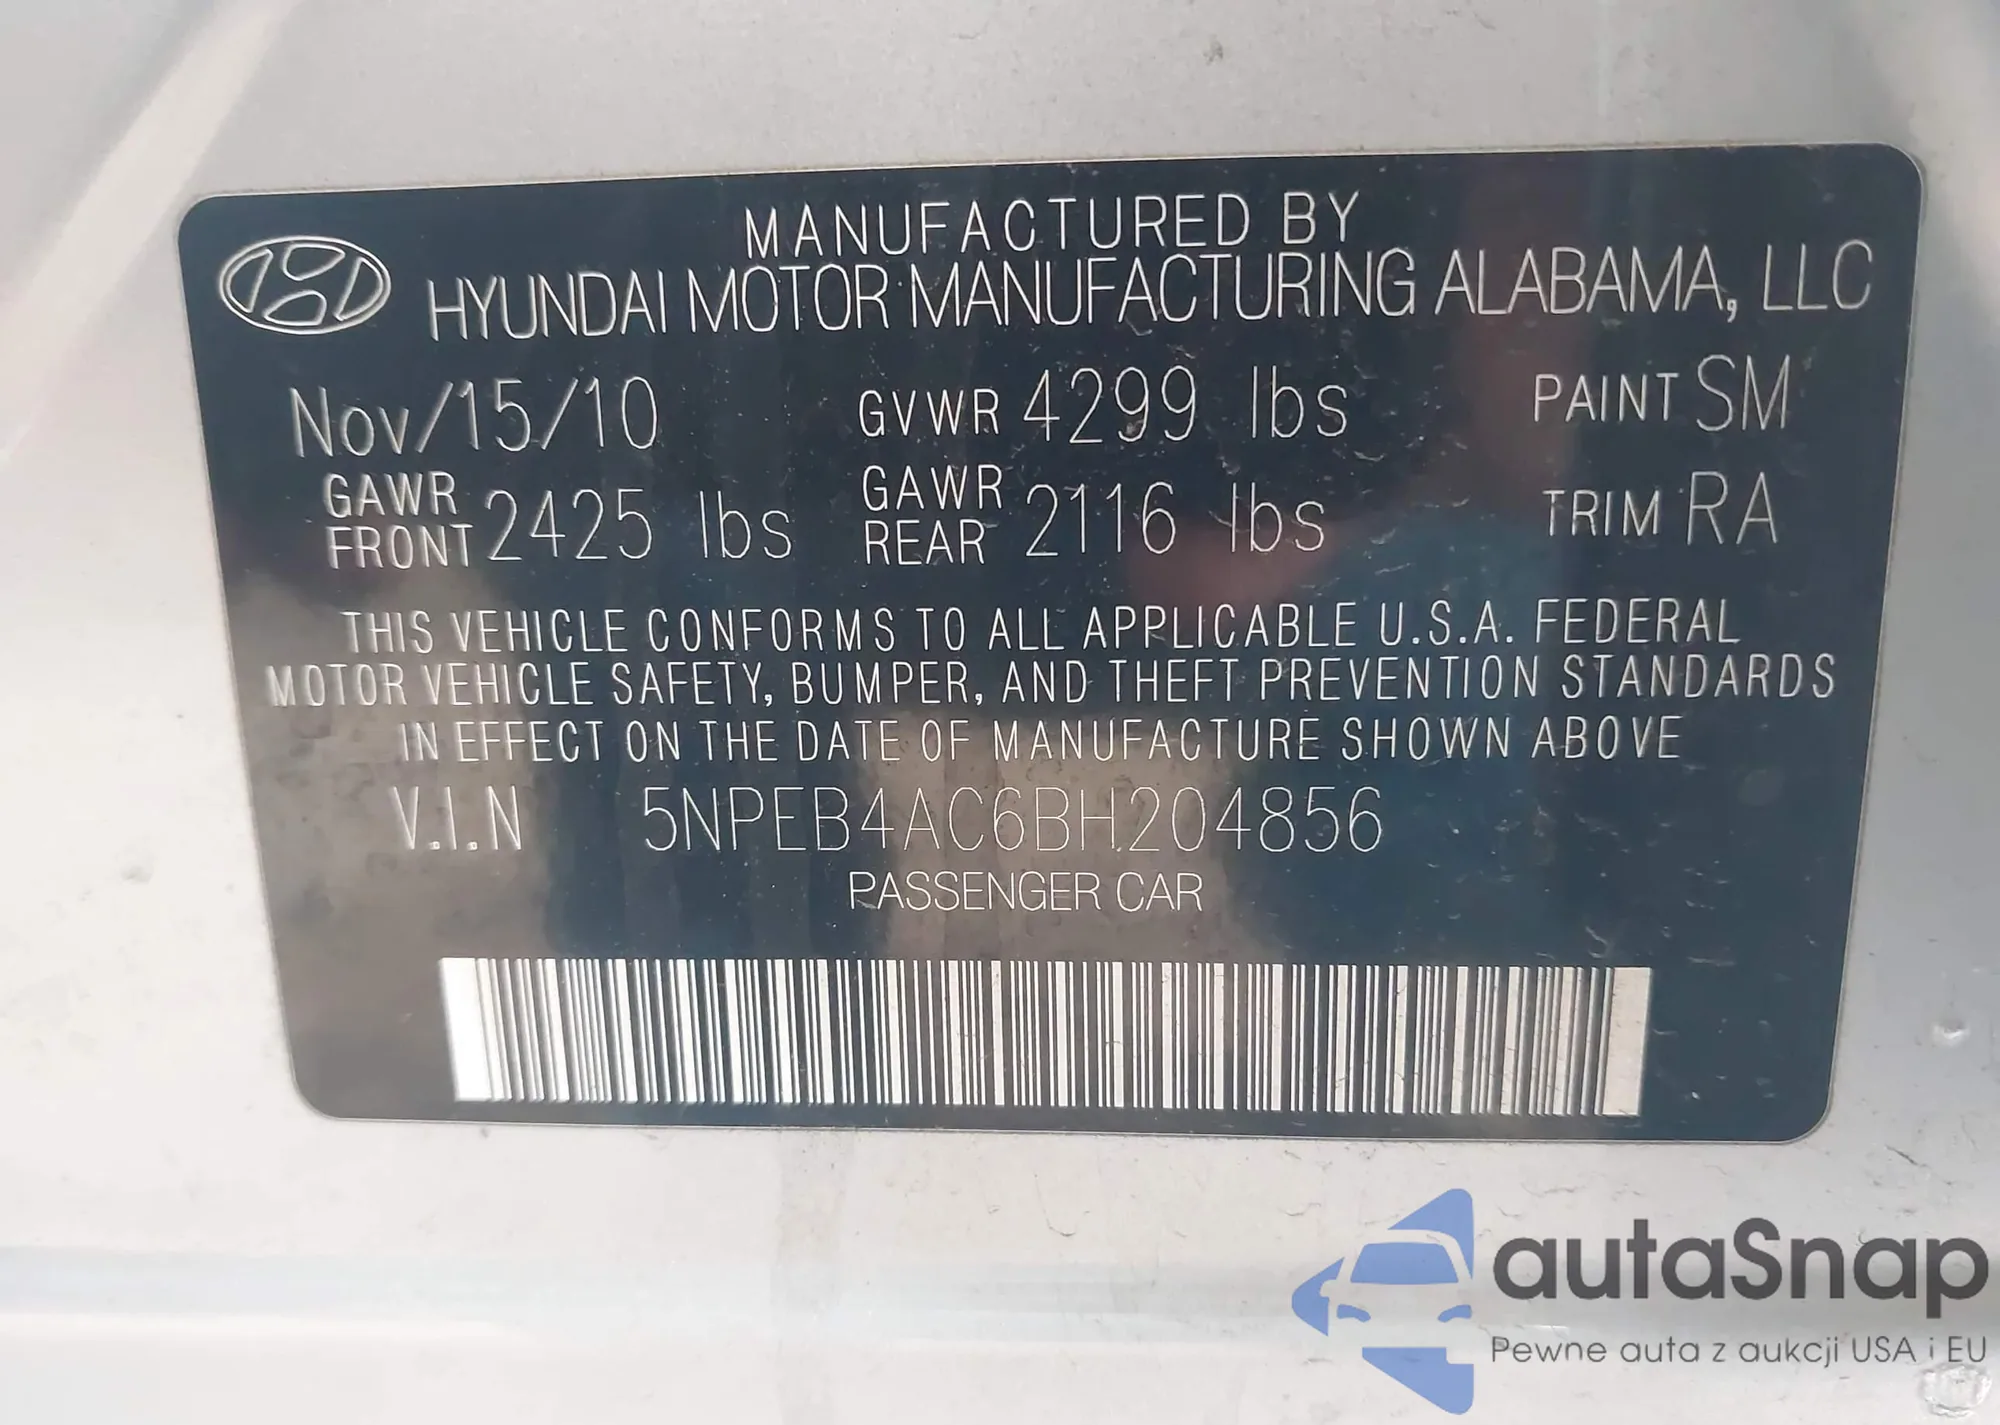 MANUFACTURED BY
HYUNDAI MOTOR MANUFACTURING ALABAMA, LLC
Nov/15/10 GVWR 4299 lbs PAINT SM
GAWR FRONT 2425 lbs GAWR REAR 2116 lbs TRIM RA
THIS VEHICLE CONFORMS TO ALL APPLICABLE U.S.A. FEDERAL
MOTOR VEHICLE SAFETY, BUMPER, AND THEFT PREVENTION STANDARDS
IN EFFECT ON THE DATE OF MANUFACTURE SHOWN ABOVE
V.I.N 5NPEB4AC6BH204856
PASSENGER CAR
autaSnap
Pewne auta z aukcji USA i EU